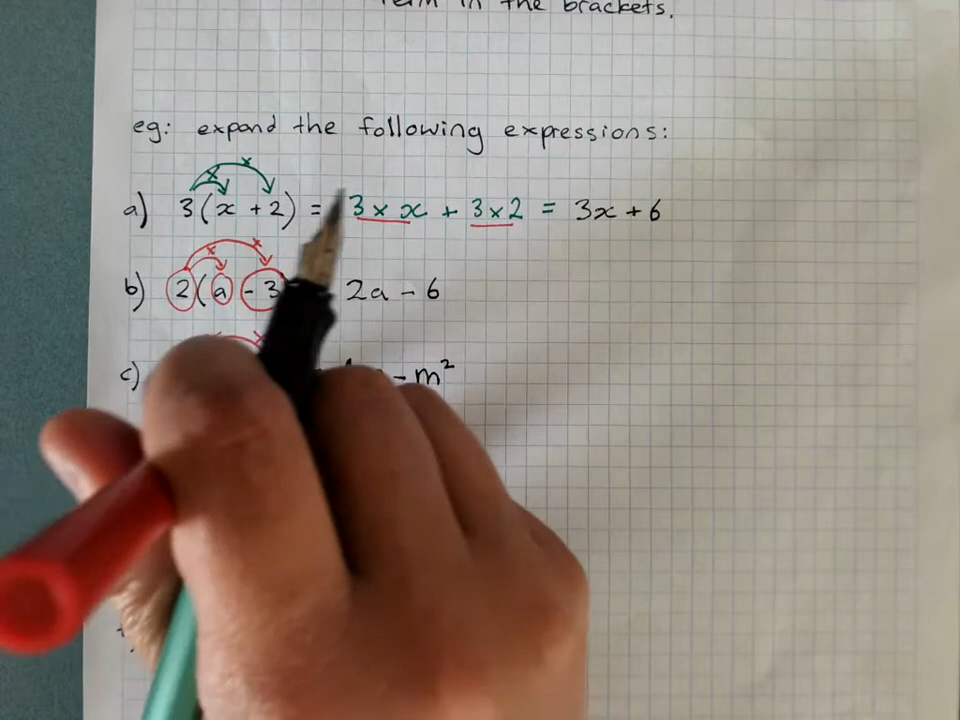 term in the brackets.
eg: expand the following expressions:
a) 3(x + 2) = 3 × x + 3 × 2 = 3x + 6
b) 2(a - 3 2a - 6
c) - m²